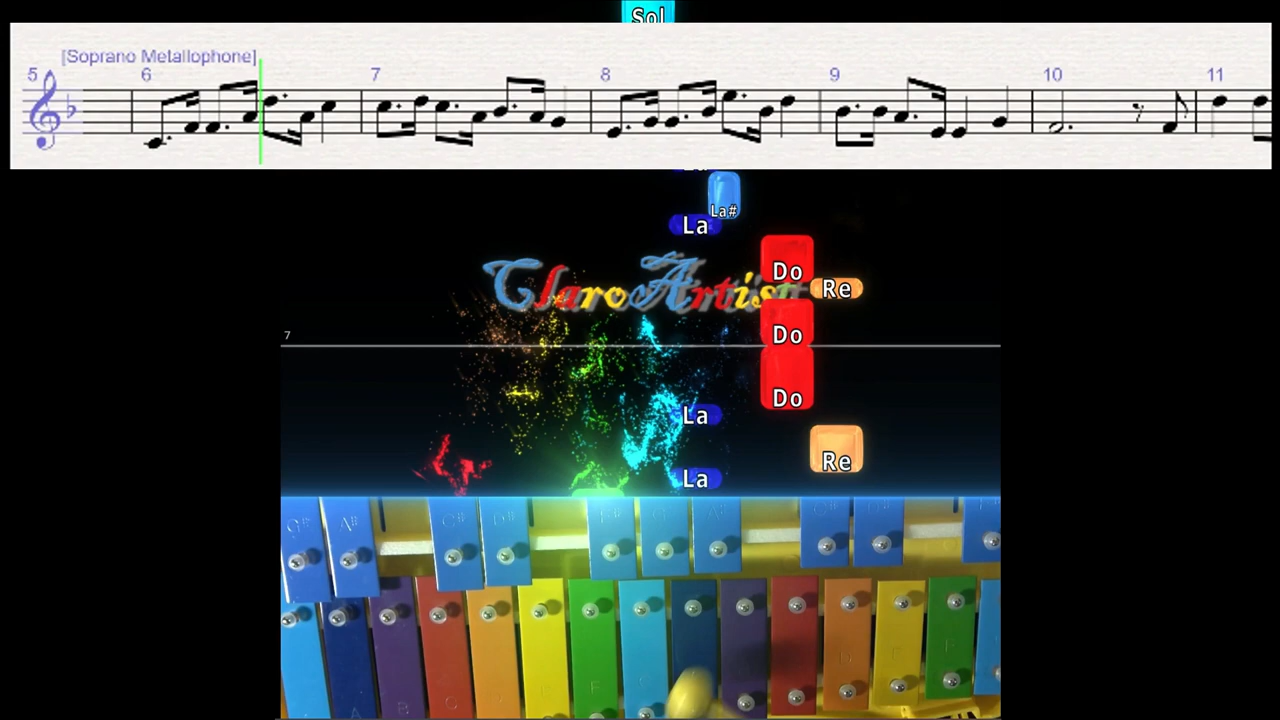 Sol
[Soprano Metallophone]
5 6 7 8 9 10 11
La#
La
Do
ClaroArtist
Re
Do
7
Do
La
Re
La
G# A# C# D# F# G# A# C# D#
A B C E F G D E F